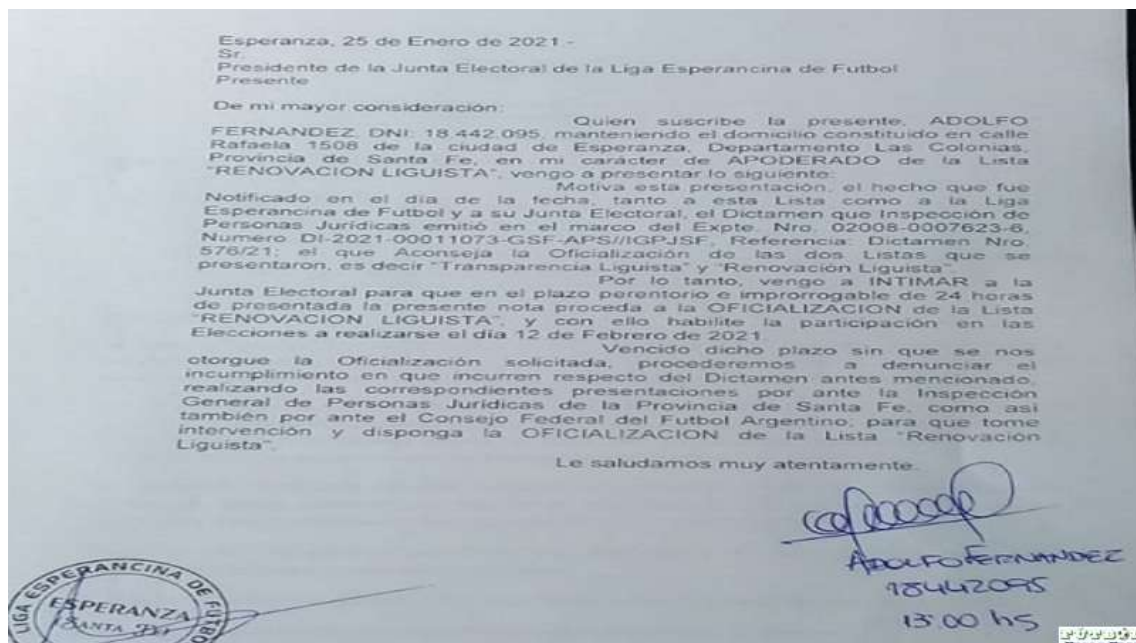 Esperanza, 25 de Enero de 2021.-
Sr.
Presidente de la Junta Electoral de la Liga Esperancina de Futbol
Presente
De mi mayor consideración:
Quien suscribe la presente, ADOLFO
FERNANDEZ, DNI: 18.442.095, manteniendo el domicilio constituido en calle
Rafaela 1508 de la ciudad de Esperanza, Departamento Las Colonias,
Provincia de Santa Fe, en mi carácter de APODERADO de la Lista
"RENOVACION LIGUISTA", vengo a presentar lo siguiente:
Motiva esta presentación, el hecho que fue
Notificado en el día de la fecha, tanto a esta Lista como a la Liga
Esperancina de Futbol y a su Junta Electoral, el Dictamen que Inspección de
Personas Jurídicas emitió en el marco del Expte. Nro. 02008-0007623-6,
Numero DI-2021-00011073-GSF-APS//IGPJSF, Referencia: Dictamen Nro.
576/21; el que Aconseja la Oficialización de las dos Listas que se
presentaron, es decir "Transparencia Liguista" y "Renovación Liguista".
Por lo tanto, vengo a INTIMAR a la
Junta Electoral para que en el plazo perentorio e improrrogable de 24 horas
de presentada la presente nota proceda a la OFICIALIZACION de la Lista
"RENOVACION LIGUISTA", y con ello habilite la participación en las
Elecciones a realizarse el día 12 de Febrero de 2021.
Vencido dicho plazo sin que se nos
otorgue la Oficialización solicitada, procederemos a denunciar el
incumplimiento en que incurren respecto del Dictamen antes mencionado,
realizando las correspondientes presentaciones por ante la Inspección
General de Personas Jurídicas de la Provincia de Santa Fe, como asi
también por ante el Consejo Federal del Futbol Argentino; para que tome
intervención y disponga la OFICIALIZACION de la Lista "Renovación
Liguista".
Le saludamos muy atentamente.
ADOLFO FERNANDEZ
18442095
13:00 hs
LIGA ESPERANCINA DE FUTBOL
ESPERANZA
SANTA FE
FÚTBOL